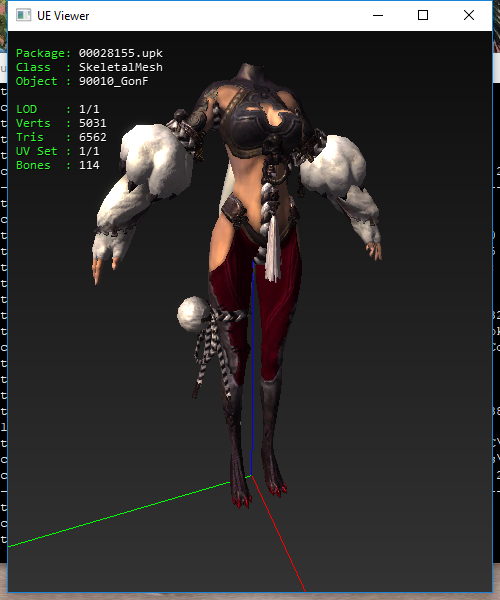 UE Viewer
Package: 00028155.upk
Class : SkeletalMesh
Object : 90010_GonF
LOD : 1/1
Verts : 5031
Tris : 6562
UV Set : 1/1
Bones : 114